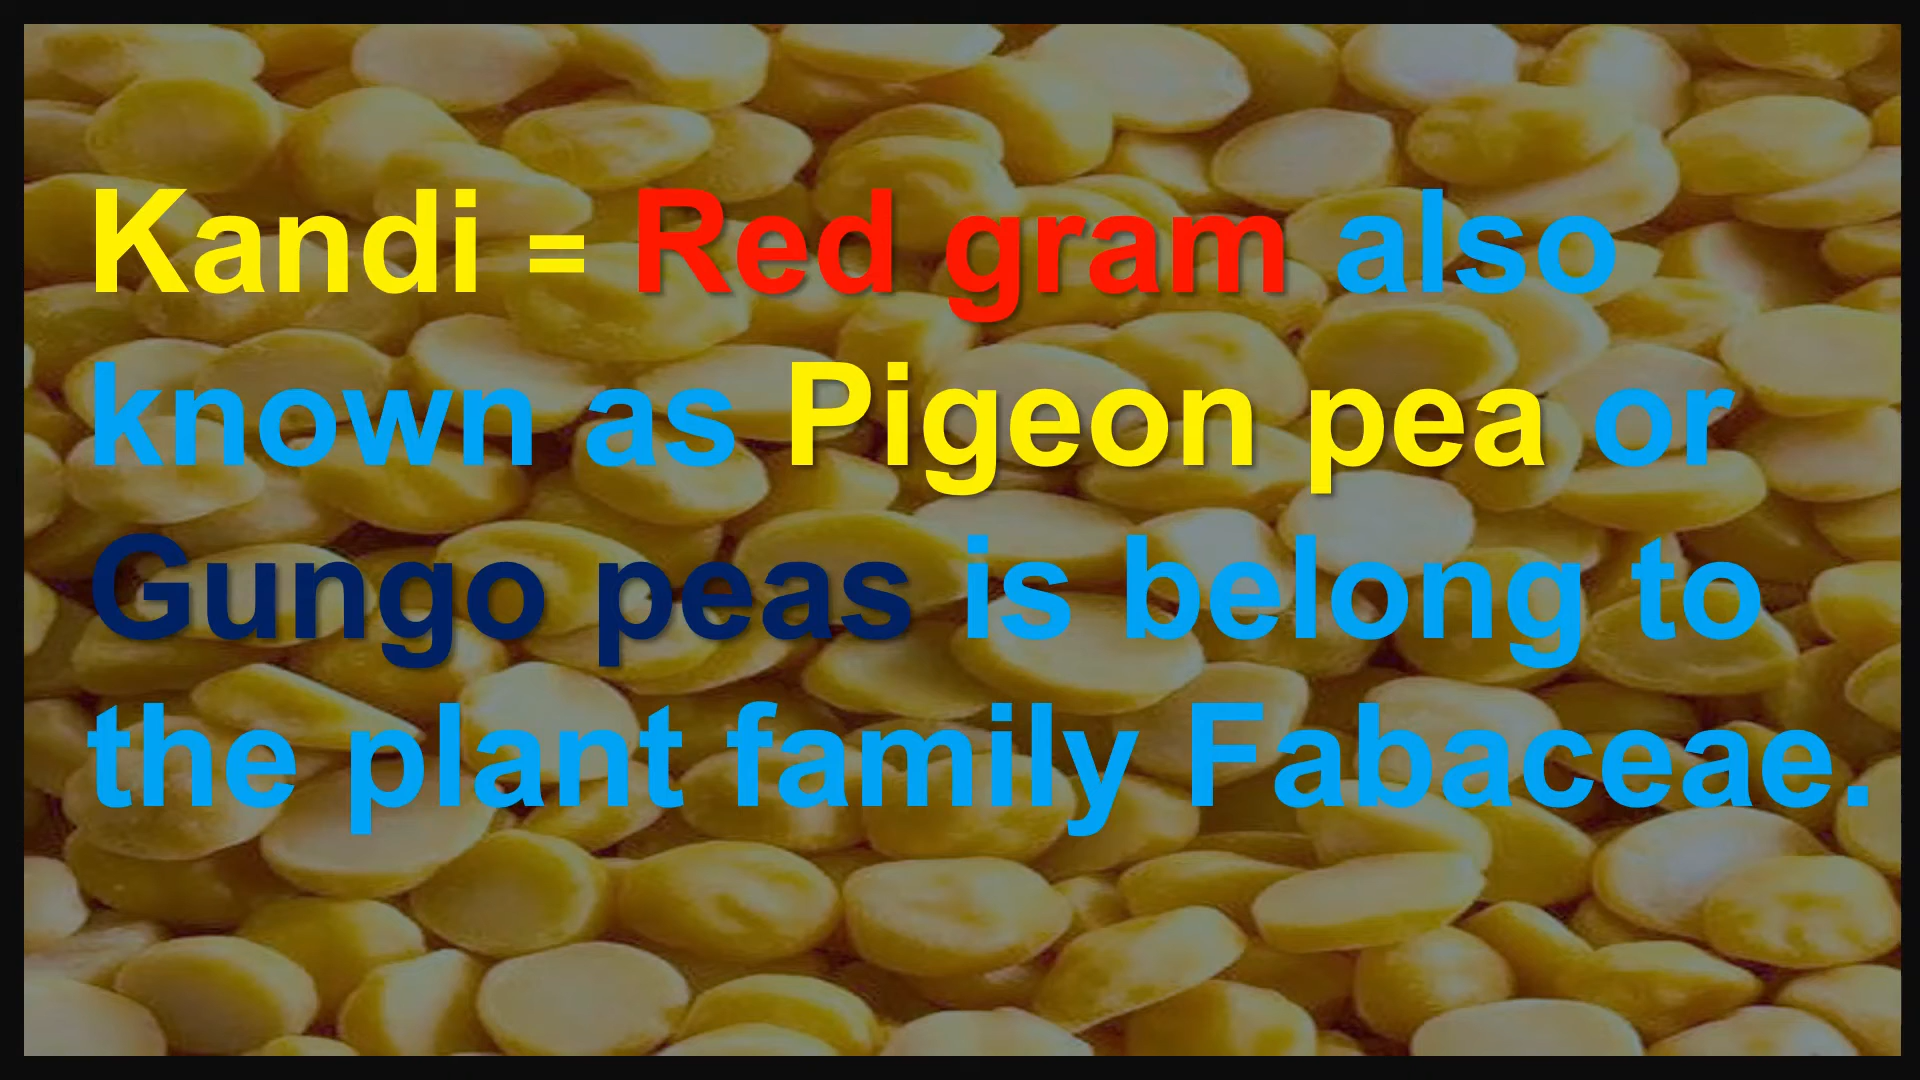 Kandi = Red gram also
known as Pigeon pea or
Gungo peas is belong to
the plant family Fabaceae.